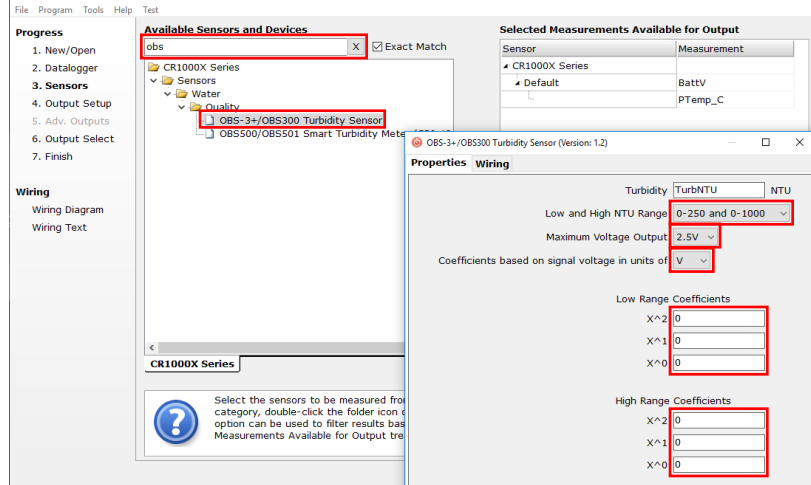 File Program Tools Help Test
Progress
1. New/Open
2. Datalogger
3. Sensors
4. Output Setup
5. Adv. Outputs
6. Output Select
7. Finish
Wiring
Wiring Diagram
Wiring Text
Available Sensors and Devices
obs X Exact Match
CR1000X Series
Sensors
Water
Quality
OBS-3+/OBS300 Turbidity Sensor
OBS500/OBS501 Smart Turbidity Mete
CR1000X Series
Select the sensors to be measured fro
category, double-click the folder icon
option can be used to filter results bas
Measurements Available for Output tre
Selected Measurements Available for Output
Sensor Measurement
CR1000X Series
Default BattV
PTemp_C
OBS-3+/OBS300 Turbidity Sensor (Version: 1.2)
Properties Wiring
Turbidity TurbNTU NTU
Low and High NTU Range 0-250 and 0-1000
Maximum Voltage Output 2.5V
Coefficients based on signal voltage in units of V
Low Range Coefficients
X^2 0
X^1 0
X^0 0
High Range Coefficients
X^2 0
X^1 0
X^0 0